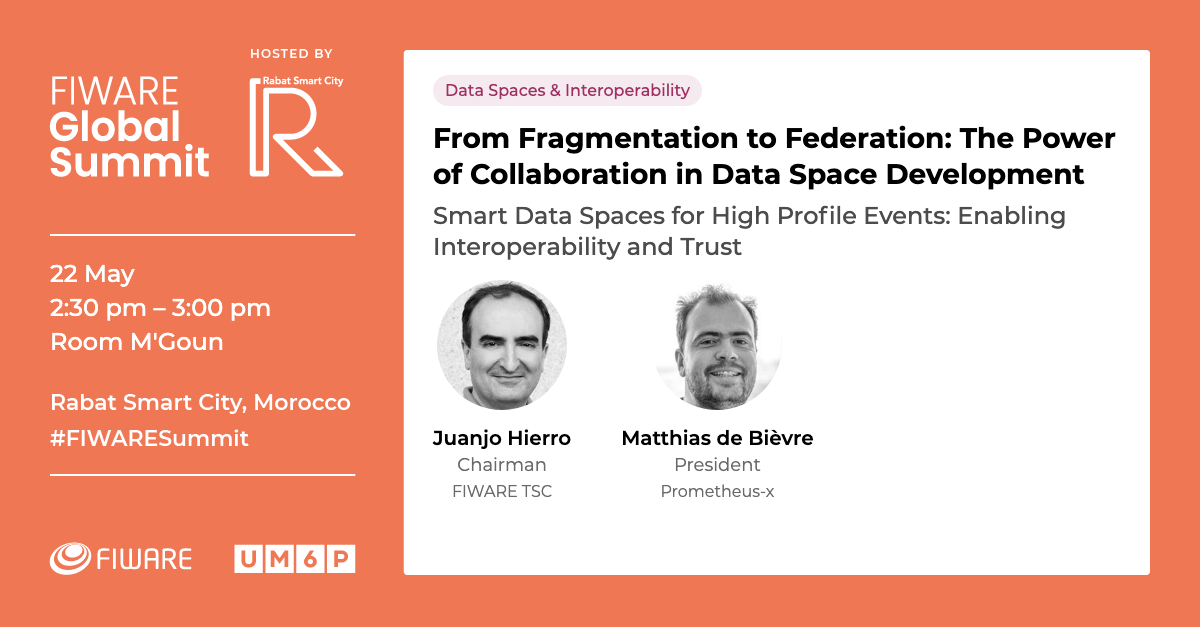 FIWARE
Global
Summit
HOSTED BY
Rabat Smart City
R
22 May
2:30 pm – 3:00 pm
Room M'Goun
Rabat Smart City, Morocco
#FIWARESummit
FIWARE
UM6P
Data Spaces & Interoperability
From Fragmentation to Federation: The Power
of Collaboration in Data Space Development
Smart Data Spaces for High Profile Events: Enabling
Interoperability and Trust
Juanjo Hierro
Chairman
FIWARE TSC
Matthias de Bièvre
President
Prometheus-x